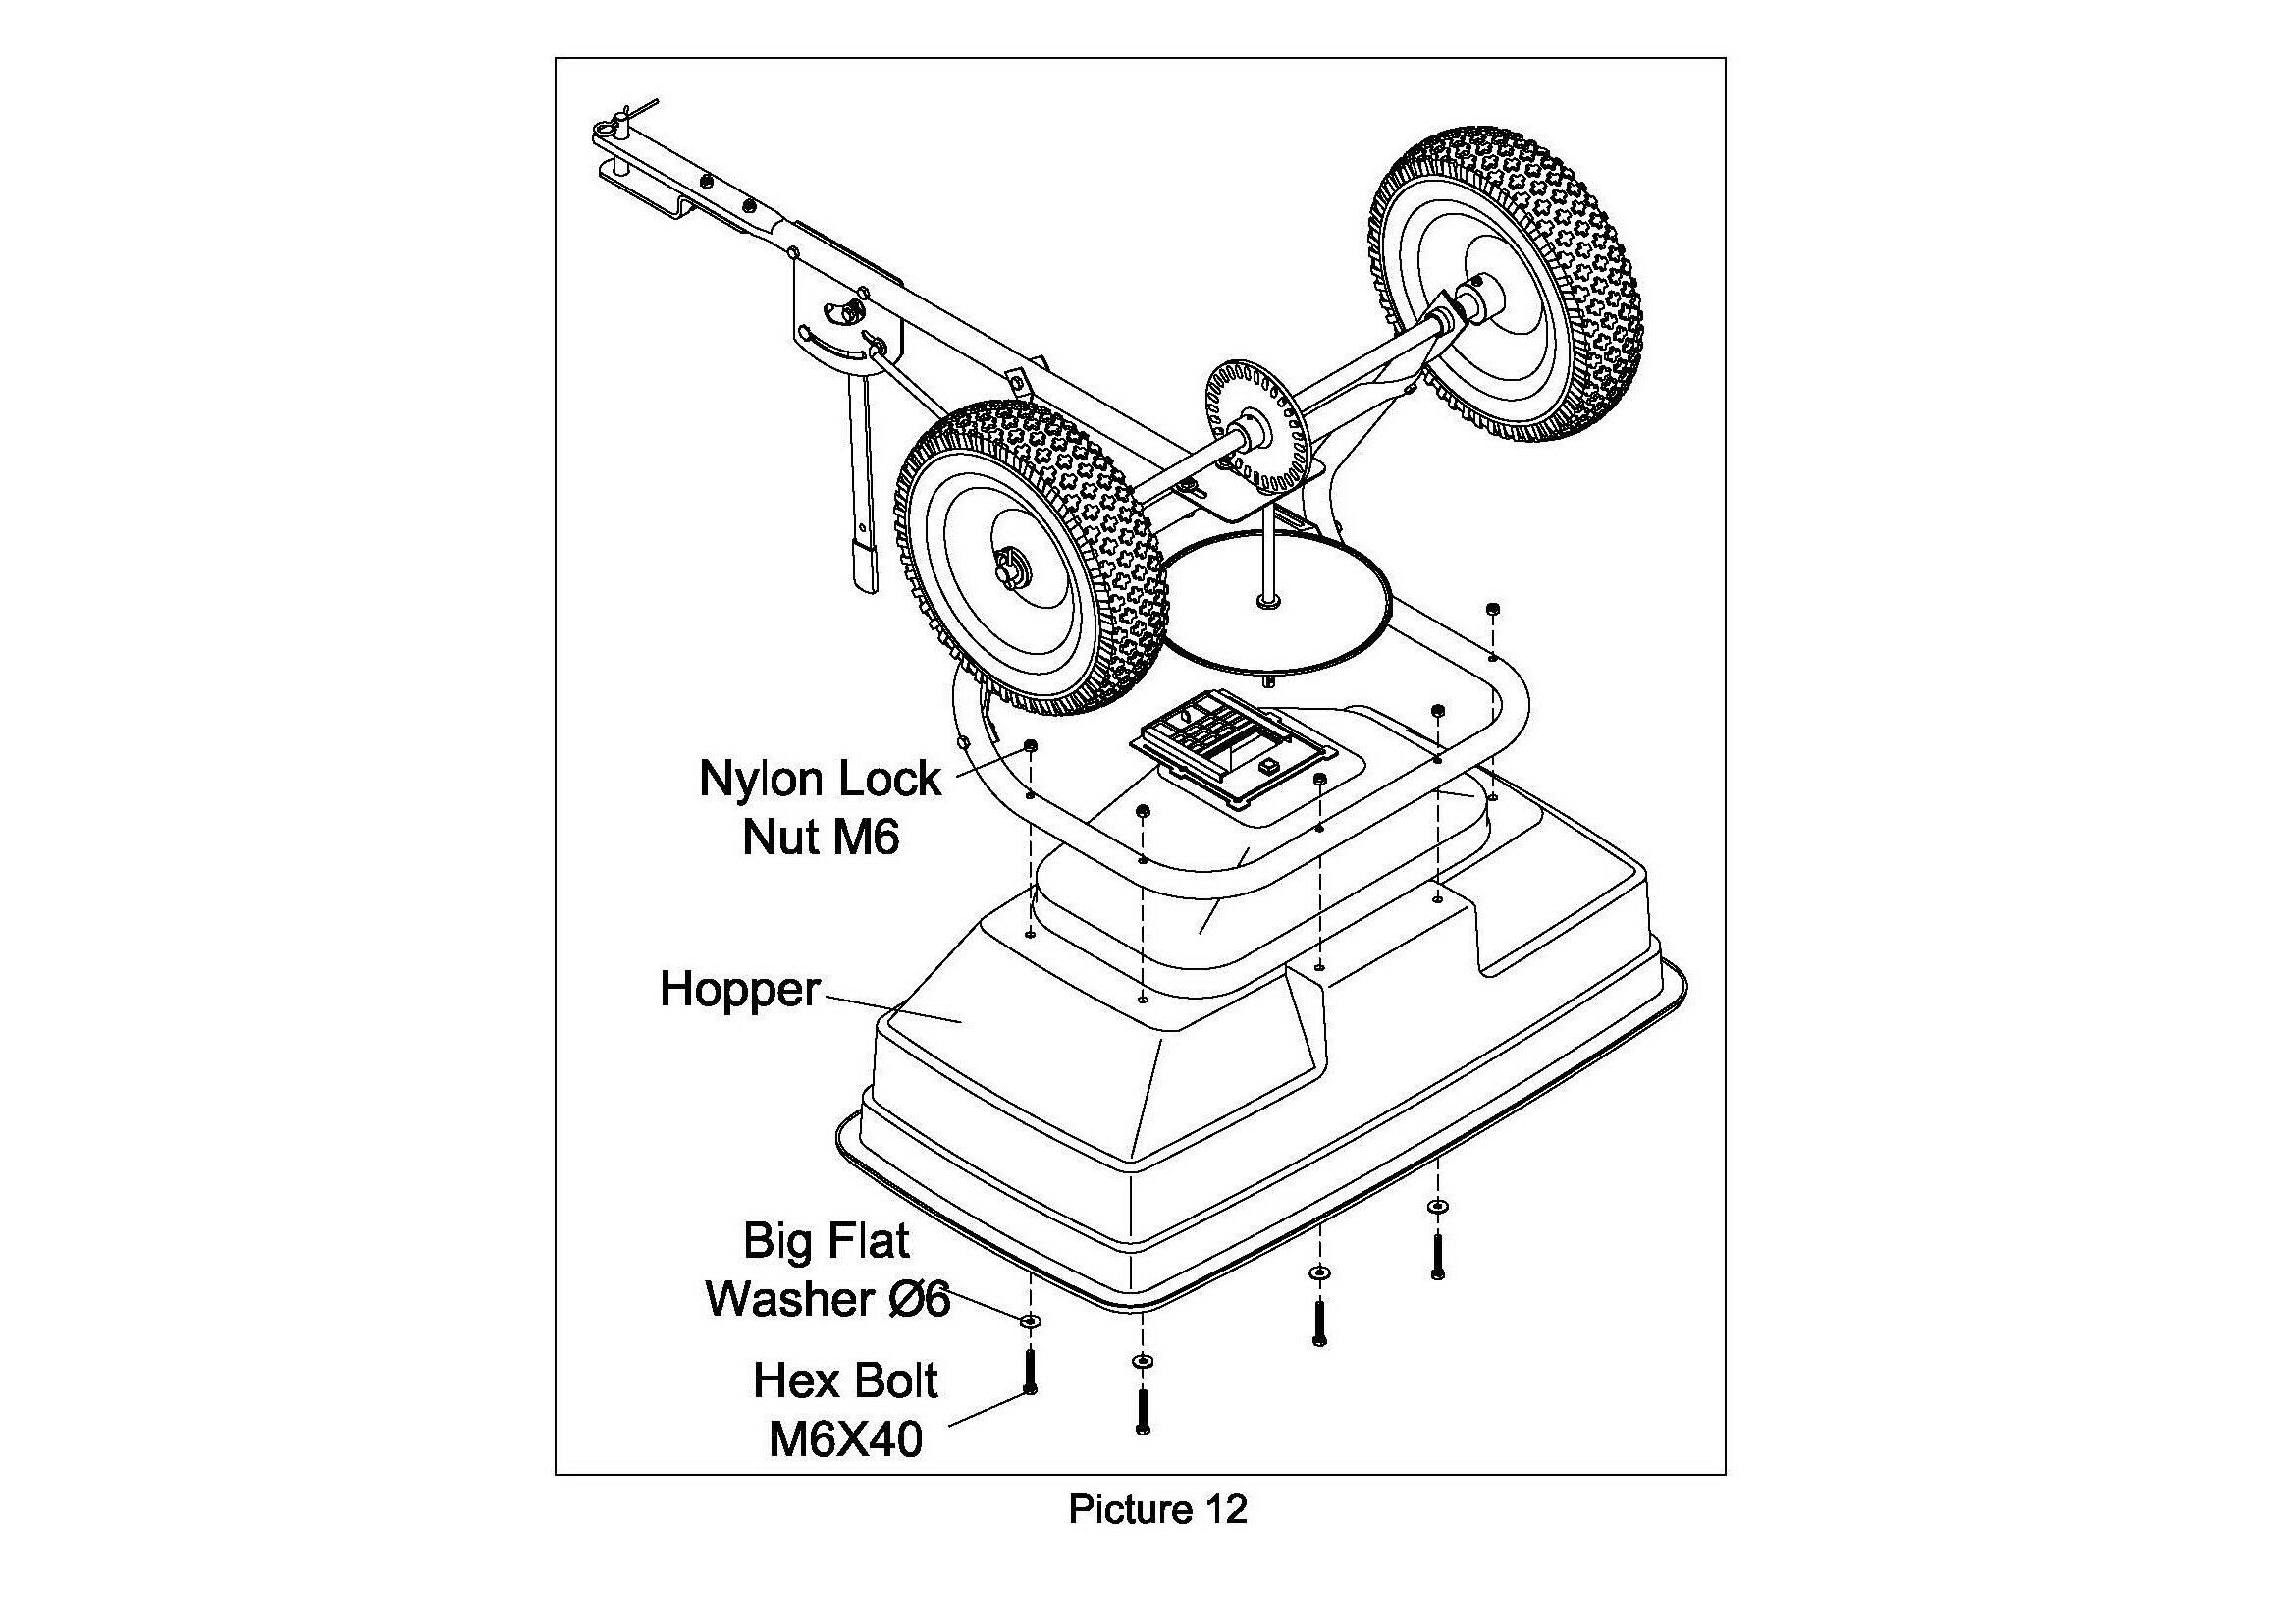 Nylon Lock
Nut M6
Hopper
Big Flat
Washer Ø6
Hex Bolt
M6X40
Picture 12